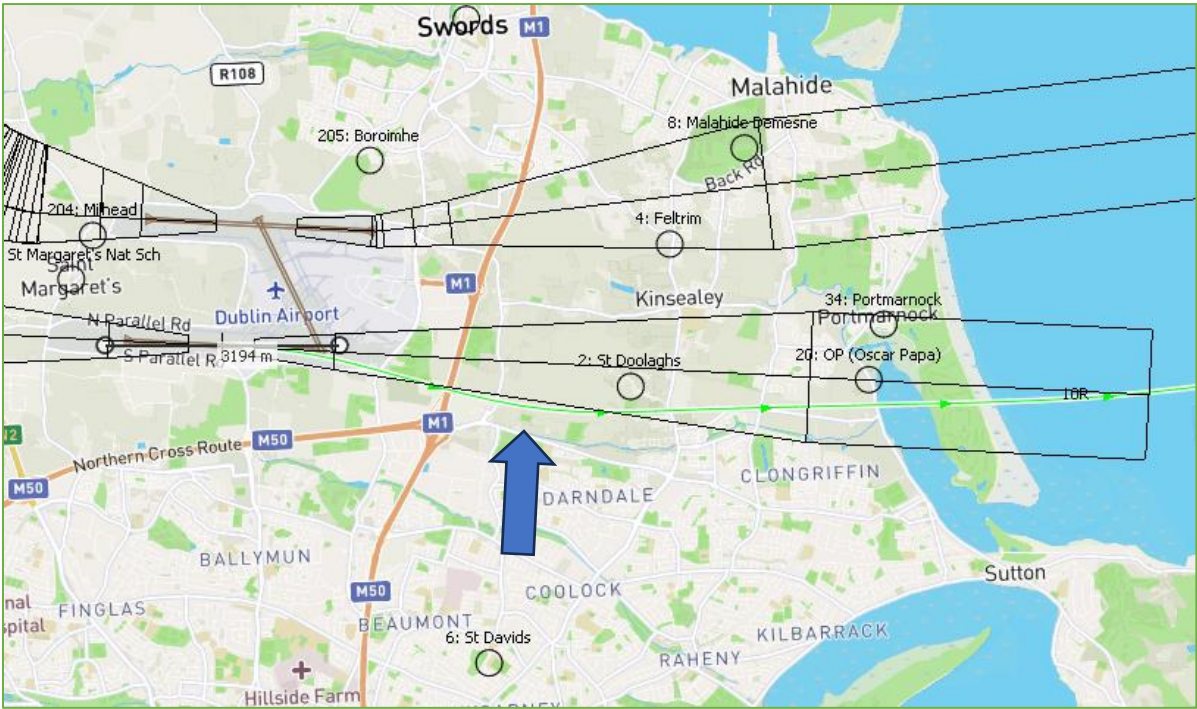 Swords
M1
R108
Malahide
8: Malahide Demesne
205: Boroimhe
Back Rd
204: Milhead
4: Feltrim
St Margaret's Nat Sch
Saint
Margaret's
M1
Kinsealey
34: Portmarnock
Portmarnock
N Parallel Rd
Dublin Airport
S Parallel R
3194 m
2: St Doolaghs
20: OP (Oscar Papa)
10R
M1
M50
Northern Cross Route
M50
CLONGRIFFIN
DARNDALE
BALLYMUN
Sutton
M50
COOLOCK
nal
spital
FINGLAS
BEAUMONT
6: St Davids
KILBARRACK
RAHENY
Hillside Farm